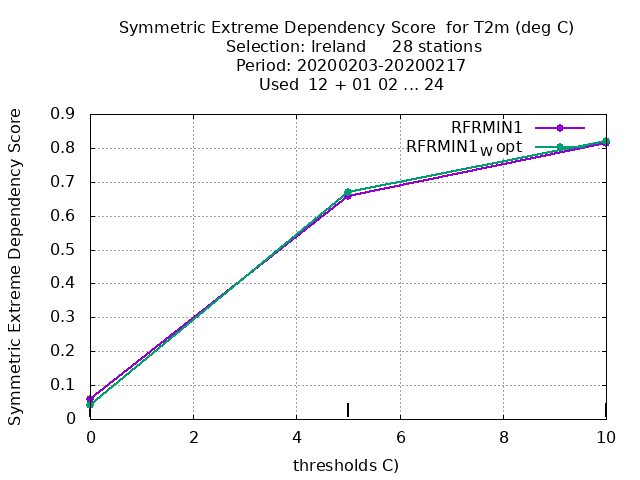 Symmetric Extreme Dependency Score  for T2m (deg C)
Selection: Ireland     28 stations
Period: 20200203-20200217
Used  12 + 01 02 ... 24
Symmetric Extreme Dependency Score
0.9
0.8
0.7
0.6
0.5
0.4
0.3
0.2
0.1
0
RFRMIN1
RFRMIN1W opt
0 2 4 6 8 10
thresholds C)